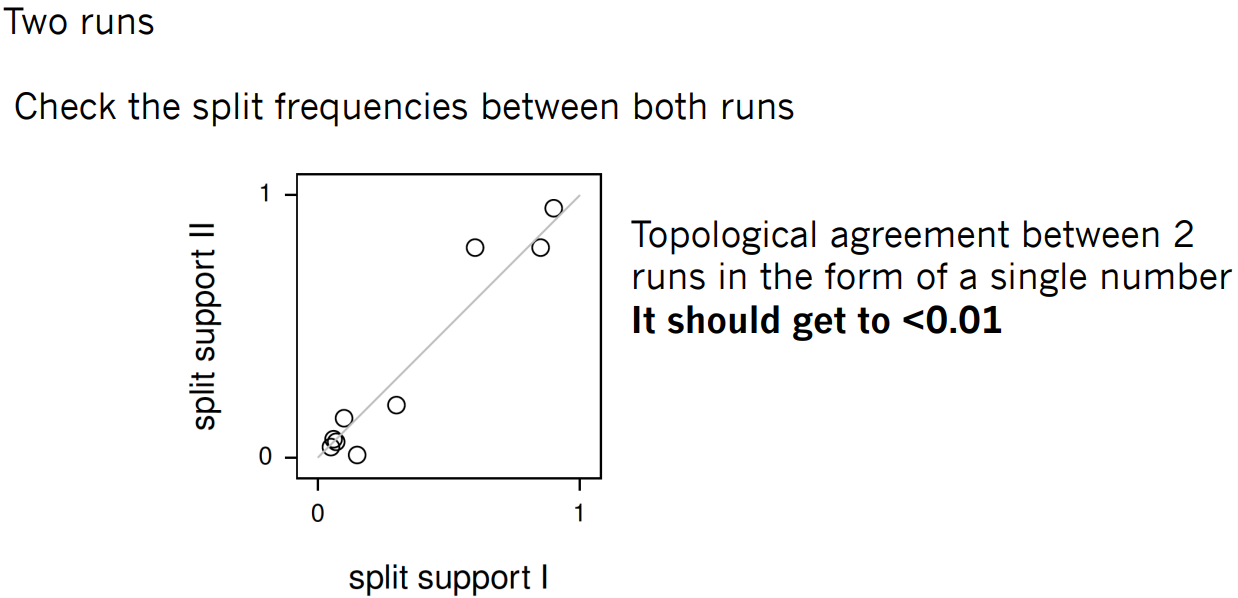 Two runs
Check the split frequencies between both runs
1
split support II
0
0
1
split support I
Topological agreement between 2
runs in the form of a single number
It should get to <0.01